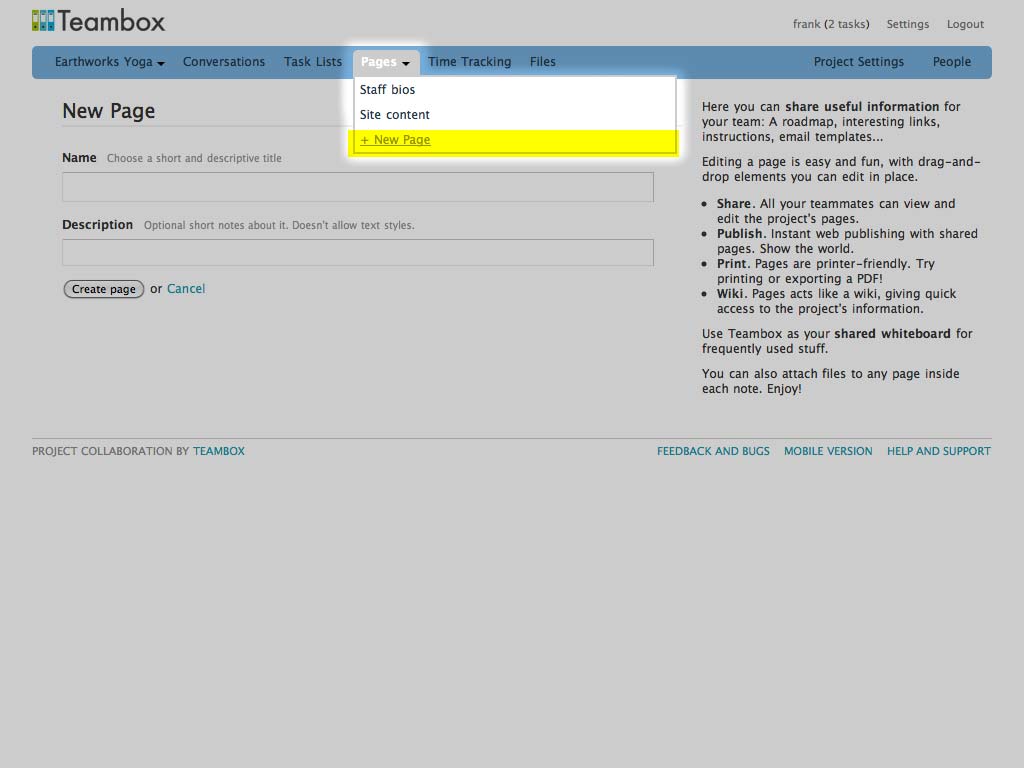 Teambox
frank (2 tasks) Settings Logout
Earthworks Yoga Conversations Task Lists Pages Time Tracking Files Project Settings People
Staff bios
Site content
+ New Page
New Page
Name Choose a short and descriptive title
Description Optional short notes about it. Doesn't allow text styles.
Create page or Cancel
Here you can share useful information for
your team: A roadmap, interesting links,
instructions, email templates...
Editing a page is easy and fun, with drag-and-
drop elements you can edit in place.
• Share. All your teammates can view and
edit the project's pages.
• Publish. Instant web publishing with shared
pages. Show the world.
• Print. Pages are printer-friendly. Try
printing or exporting a PDF!
• Wiki. Pages acts like a wiki, giving quick
access to the project's information.
Use Teambox as your shared whiteboard for
frequently used stuff.
You can also attach files to any page inside
each note. Enjoy!
PROJECT COLLABORATION BY TEAMBOX
FEEDBACK AND BUGS MOBILE VERSION HELP AND SUPPORT